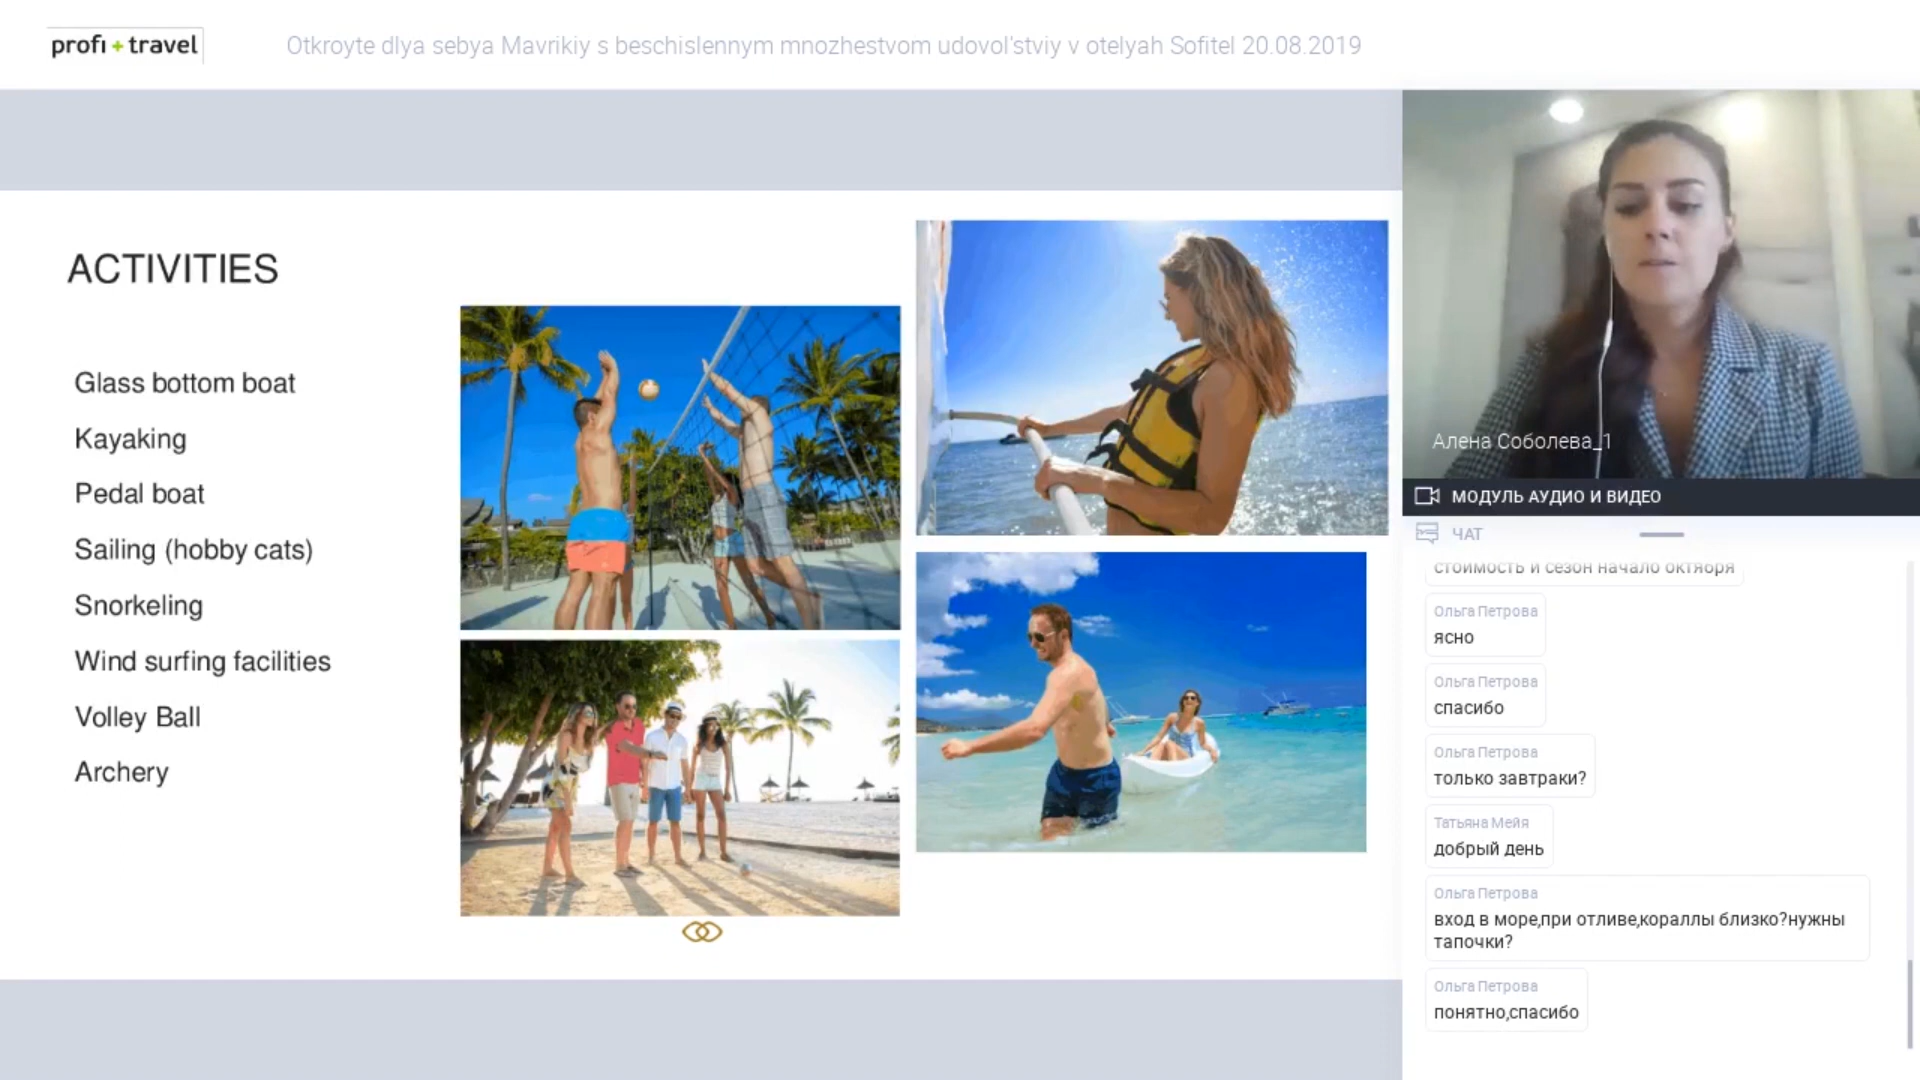 profi + travel
Otkroyte dlya sebya Mavrikiy s beschislennym mnozhestvom udovol'stviy v otelyah Sofitel 20.08.2019
ACTIVITIES
Glass bottom boat
Kayaking
Pedal boat
Sailing (hobby cats)
Snorkeling
Wind surfing facilities
Volley Ball
Archery
Алена Соболева_1
МОДУЛЬ АУДИО И ВИДЕО
ЧАТ
стоимость и сезон начало октября
Ольга Петрова
ясно
Ольга Петрова
спасибо
Ольга Петрова
только завтраки?
Татьяна Мейя
добрый день
Ольга Петрова
вход в море,при отливе,кораллы близко?нужны
тапочки?
Ольга Петрова
понятно,спасибо